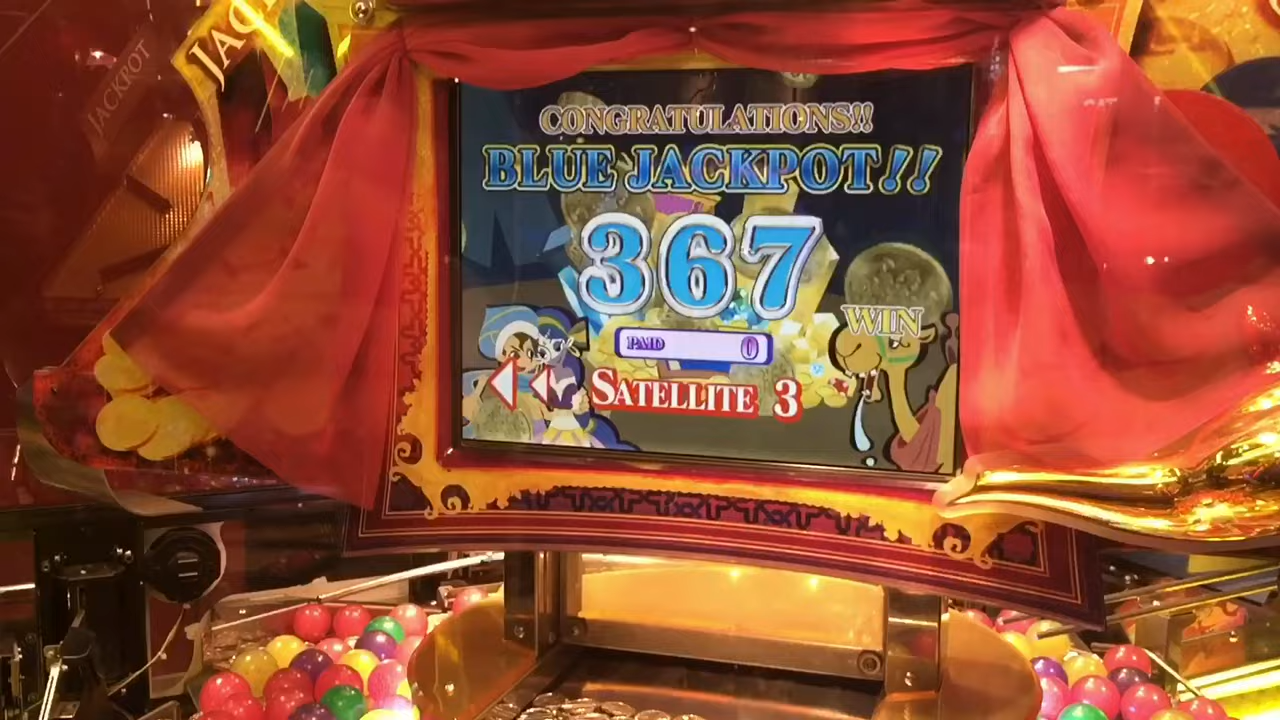 JACKPOT
CONGRATULATIONS!!
BLUE JACKPOT!!
367
WIN
PAID 0
SATELLITE 3